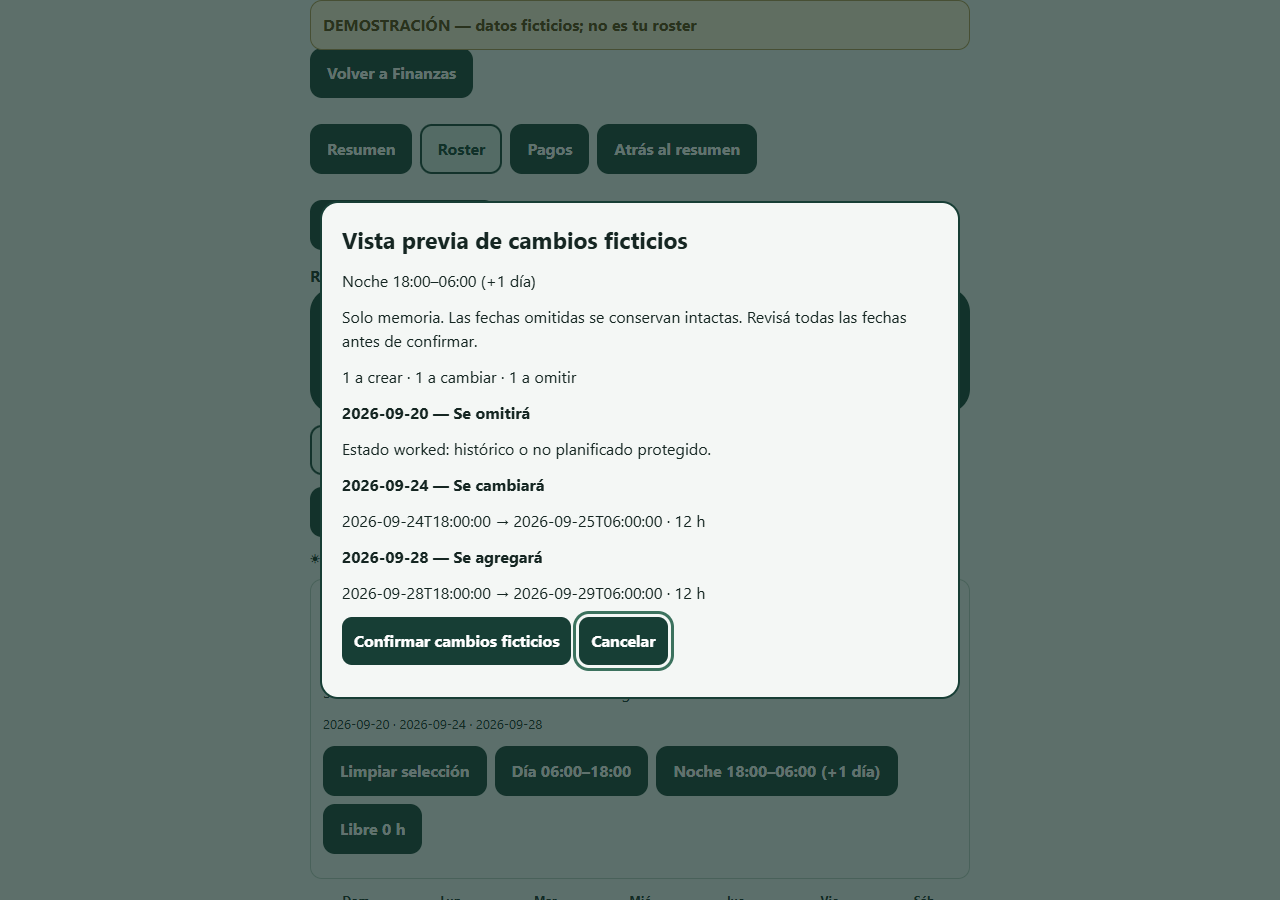 DEMOSTRACIÓN — datos ficticios; no es tu roster
Volver a Finanzas
Resumen
Roster
Pagos
Atrás al resumen
R
Vista previa de cambios ficticios
Noche 18:00–06:00 (+1 día)
Solo memoria. Las fechas omitidas se conservan intactas. Revisá todas las fechas
antes de confirmar.
1 a crear · 1 a cambiar · 1 a omitir
2026-09-20 — Se omitirá
Estado worked: histórico o no planificado protegido.
2026-09-24 — Se cambiará
2026-09-24T18:00:00 → 2026-09-25T06:00:00 · 12 h
2026-09-28 — Se agregará
2026-09-28T18:00:00 → 2026-09-29T06:00:00 · 12 h
Confirmar cambios ficticios
Cancelar
2026-09-20 · 2026-09-24 · 2026-09-28
Limpiar selección
Día 06:00–18:00
Noche 18:00–06:00 (+1 día)
Libre 0 h